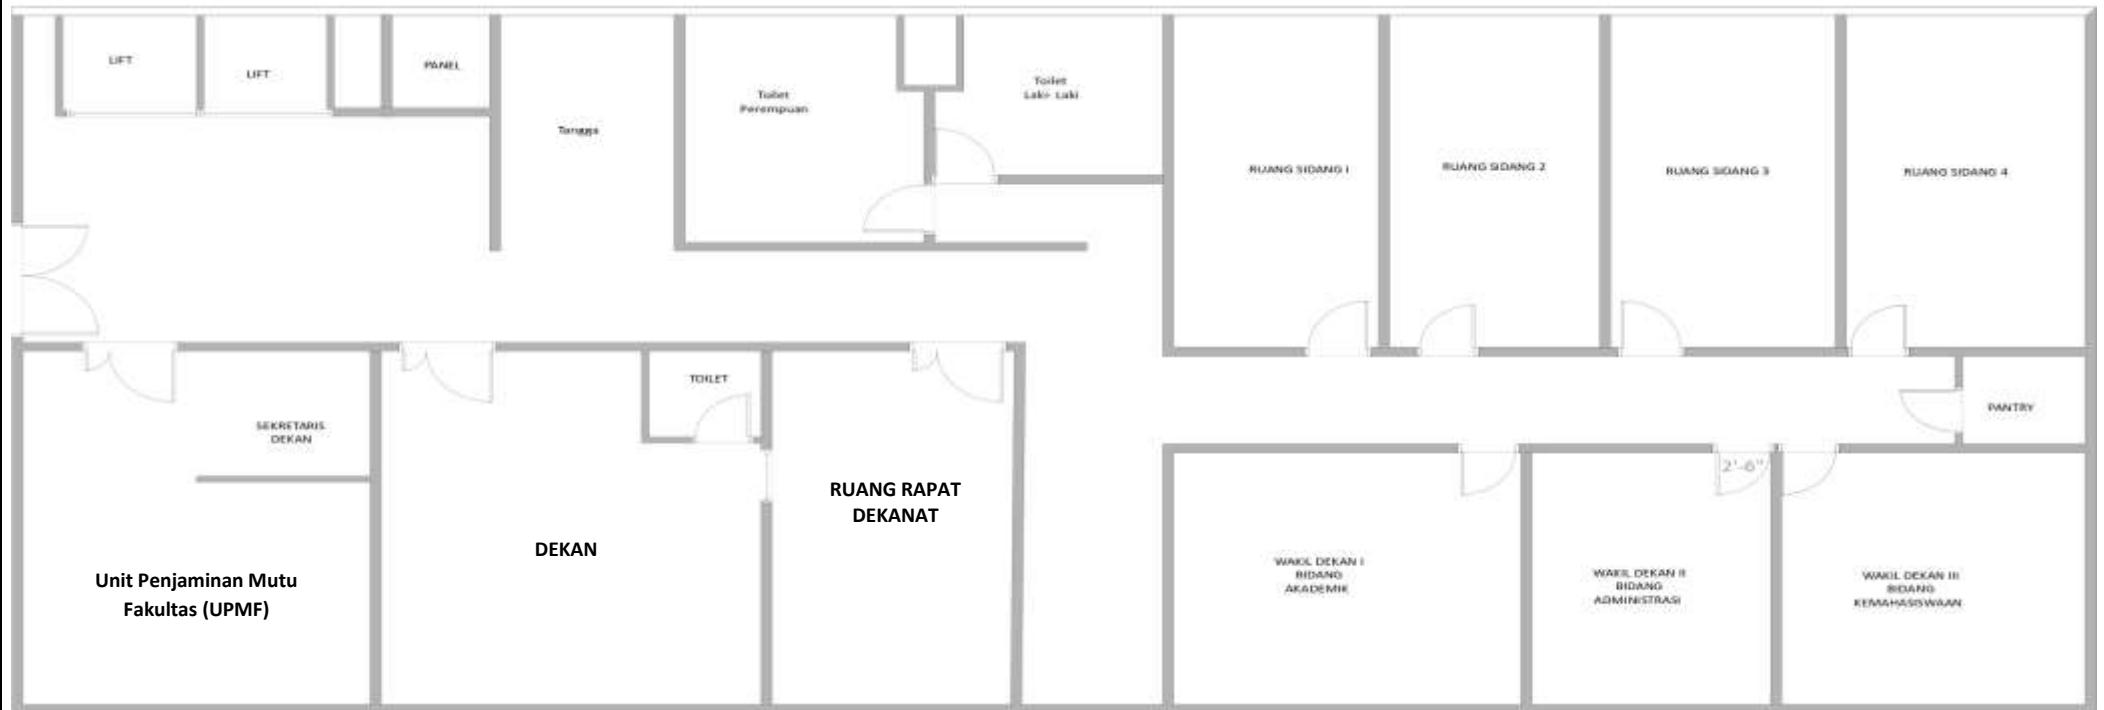 LIFT
LIFT
PANEL
Tangga
Toilet
Perempuan
Toilet
Laki- Laki
RUANG SIDANG I
RUANG SIDANG 2
RUANG SIDANG 3
RUANG SIDANG 4
SEKRETARIS
DEKAN
TOILET
PANTRY
Unit Penjaminan Mutu
Fakultas (UPMF)
DEKAN
RUANG RAPAT
DEKANAT
2'-6"
WAKIL DEKAN I
BIDANG
AKADEMIK
WAKIL DEKAN II
BIDANG
ADMINISTRASI
WAKIL DEKAN III
BIDANG
KEMAHASISWAAN